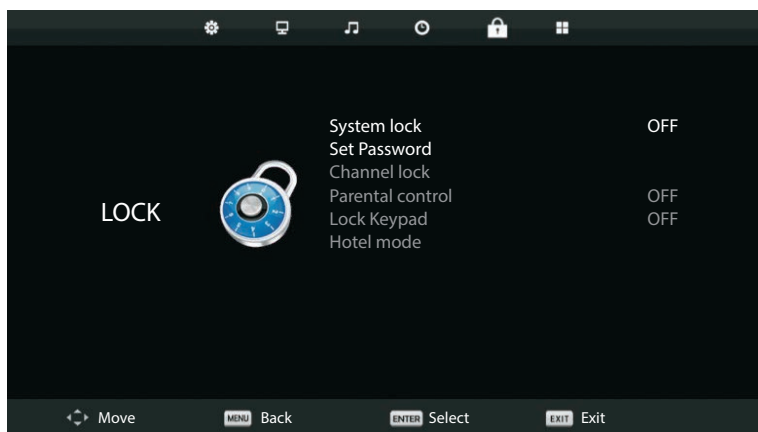 System lock OFF
Set Password
Channel lock
Parental control OFF
LOCK
Lock Keypad OFF
Hotel mode
Move MENU Back ENTER Select EXIT Exit